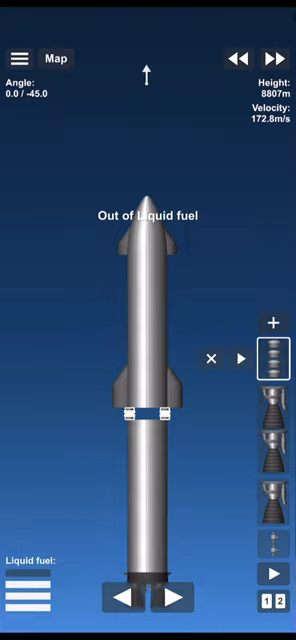 Map
Angle:
0.0 / -45.0
Height:
8807m
Velocity:
172.8m/s
Out of Liquid fuel
Liquid fuel:
1 2